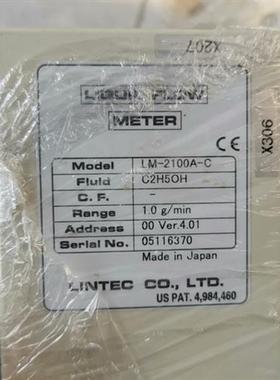 X207
LIQUID FLOW
METER
CE
X306
Model LM-2100A-C
Fluid C2H5OH
C. F. -
Range 1.0 g/min
Address 00 Ver.4.01
Serial No. 05116370
Made in Japan
LINTEC CO., LTD.
US PAT. 4,984,460